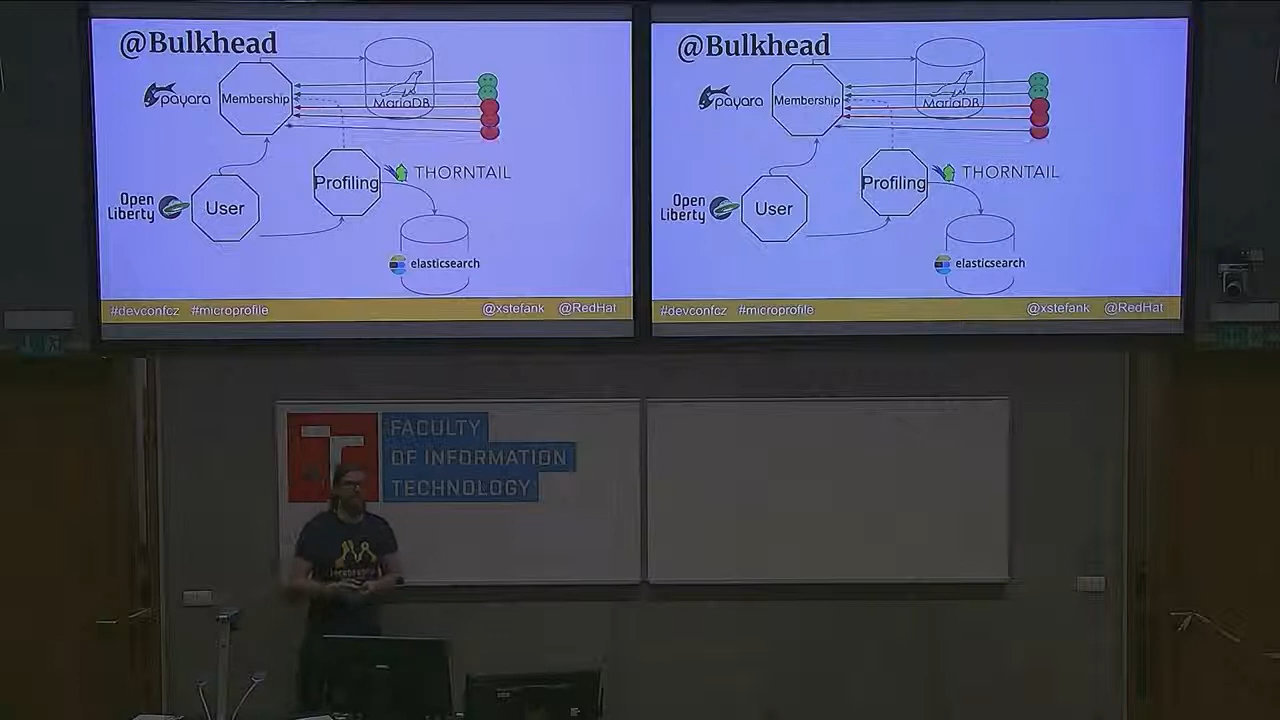 @Bulkhead
payara
Membership
MariaDB
Profiling
THORNTAIL
Open
Liberty
User
elasticsearch
#devconfcz #microprofile
@xstefank @RedHat
@Bulkhead
payara
Membership
MariaDB
Profiling
THORNTAIL
Open
Liberty
User
elasticsearch
#devconfcz #microprofile
@xstefank @RedHat
FACULTY
OF INFORMATION
TECHNOLOGY